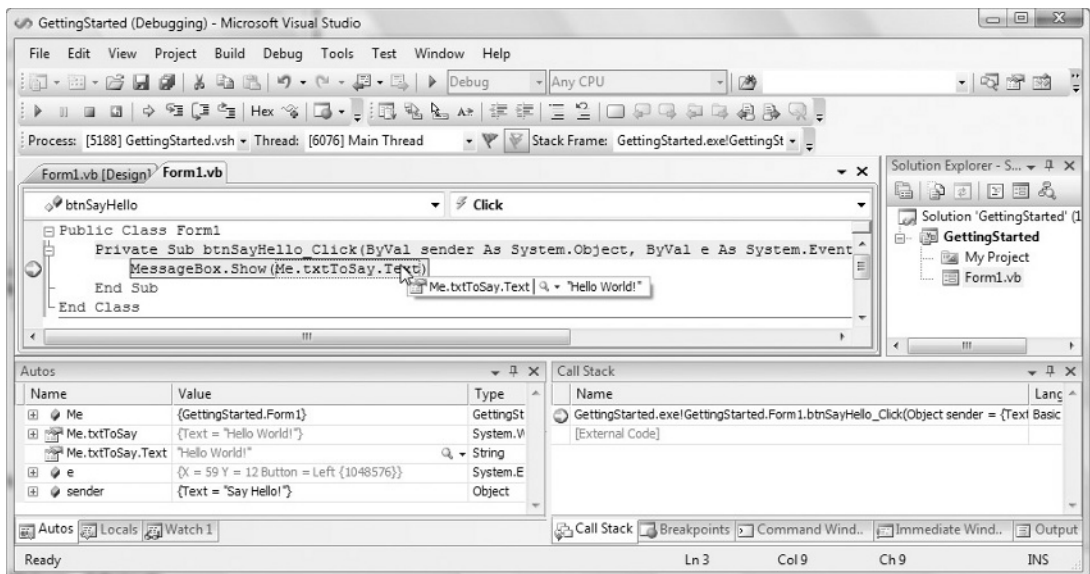 GettingStarted (Debugging) - Microsoft Visual Studio
File Edit View Project Build Debug Tools Test Window Help
Debug Any CPU
Hex
Process: [5188] GettingStarted.vsh Thread: [6076] Main Thread Stack Frame: GettingStarted.exe!GettingSt
Form1.vb [Design] Form1.vb
btnSayHello Click
Public Class Form1
Private Sub btnSayHello_Click(ByVal sender As System.Object, ByVal e As System.Event
MessageBox.Show(Me.txtToSay.Text)
Me.txtToSay.Text "Hello World!"
End Sub
End Class
Solution Explorer - S...
Solution 'GettingStarted' (1
GettingStarted
My Project
Form1.vb
Autos
Name Value Type
Me {GettingStarted.Form1} GettingSt
Me.txtToSay {Text = "Hello World!"} System.W
Me.txtToSay.Text "Hello World!" String
e {X = 59 Y = 12 Button = Left {1048576}} System.E
sender {Text = "Say Hello!"} Object
Autos Locals Watch 1
Call Stack
Name Lang
GettingStarted.exe!GettingStarted.Form1.btnSayHello_Click(Object sender = {Text Basic
[External Code]
Call Stack Breakpoints Command Wind.. Immediate Wind.. Output
Ready Ln 3 Col 9 Ch 9 INS